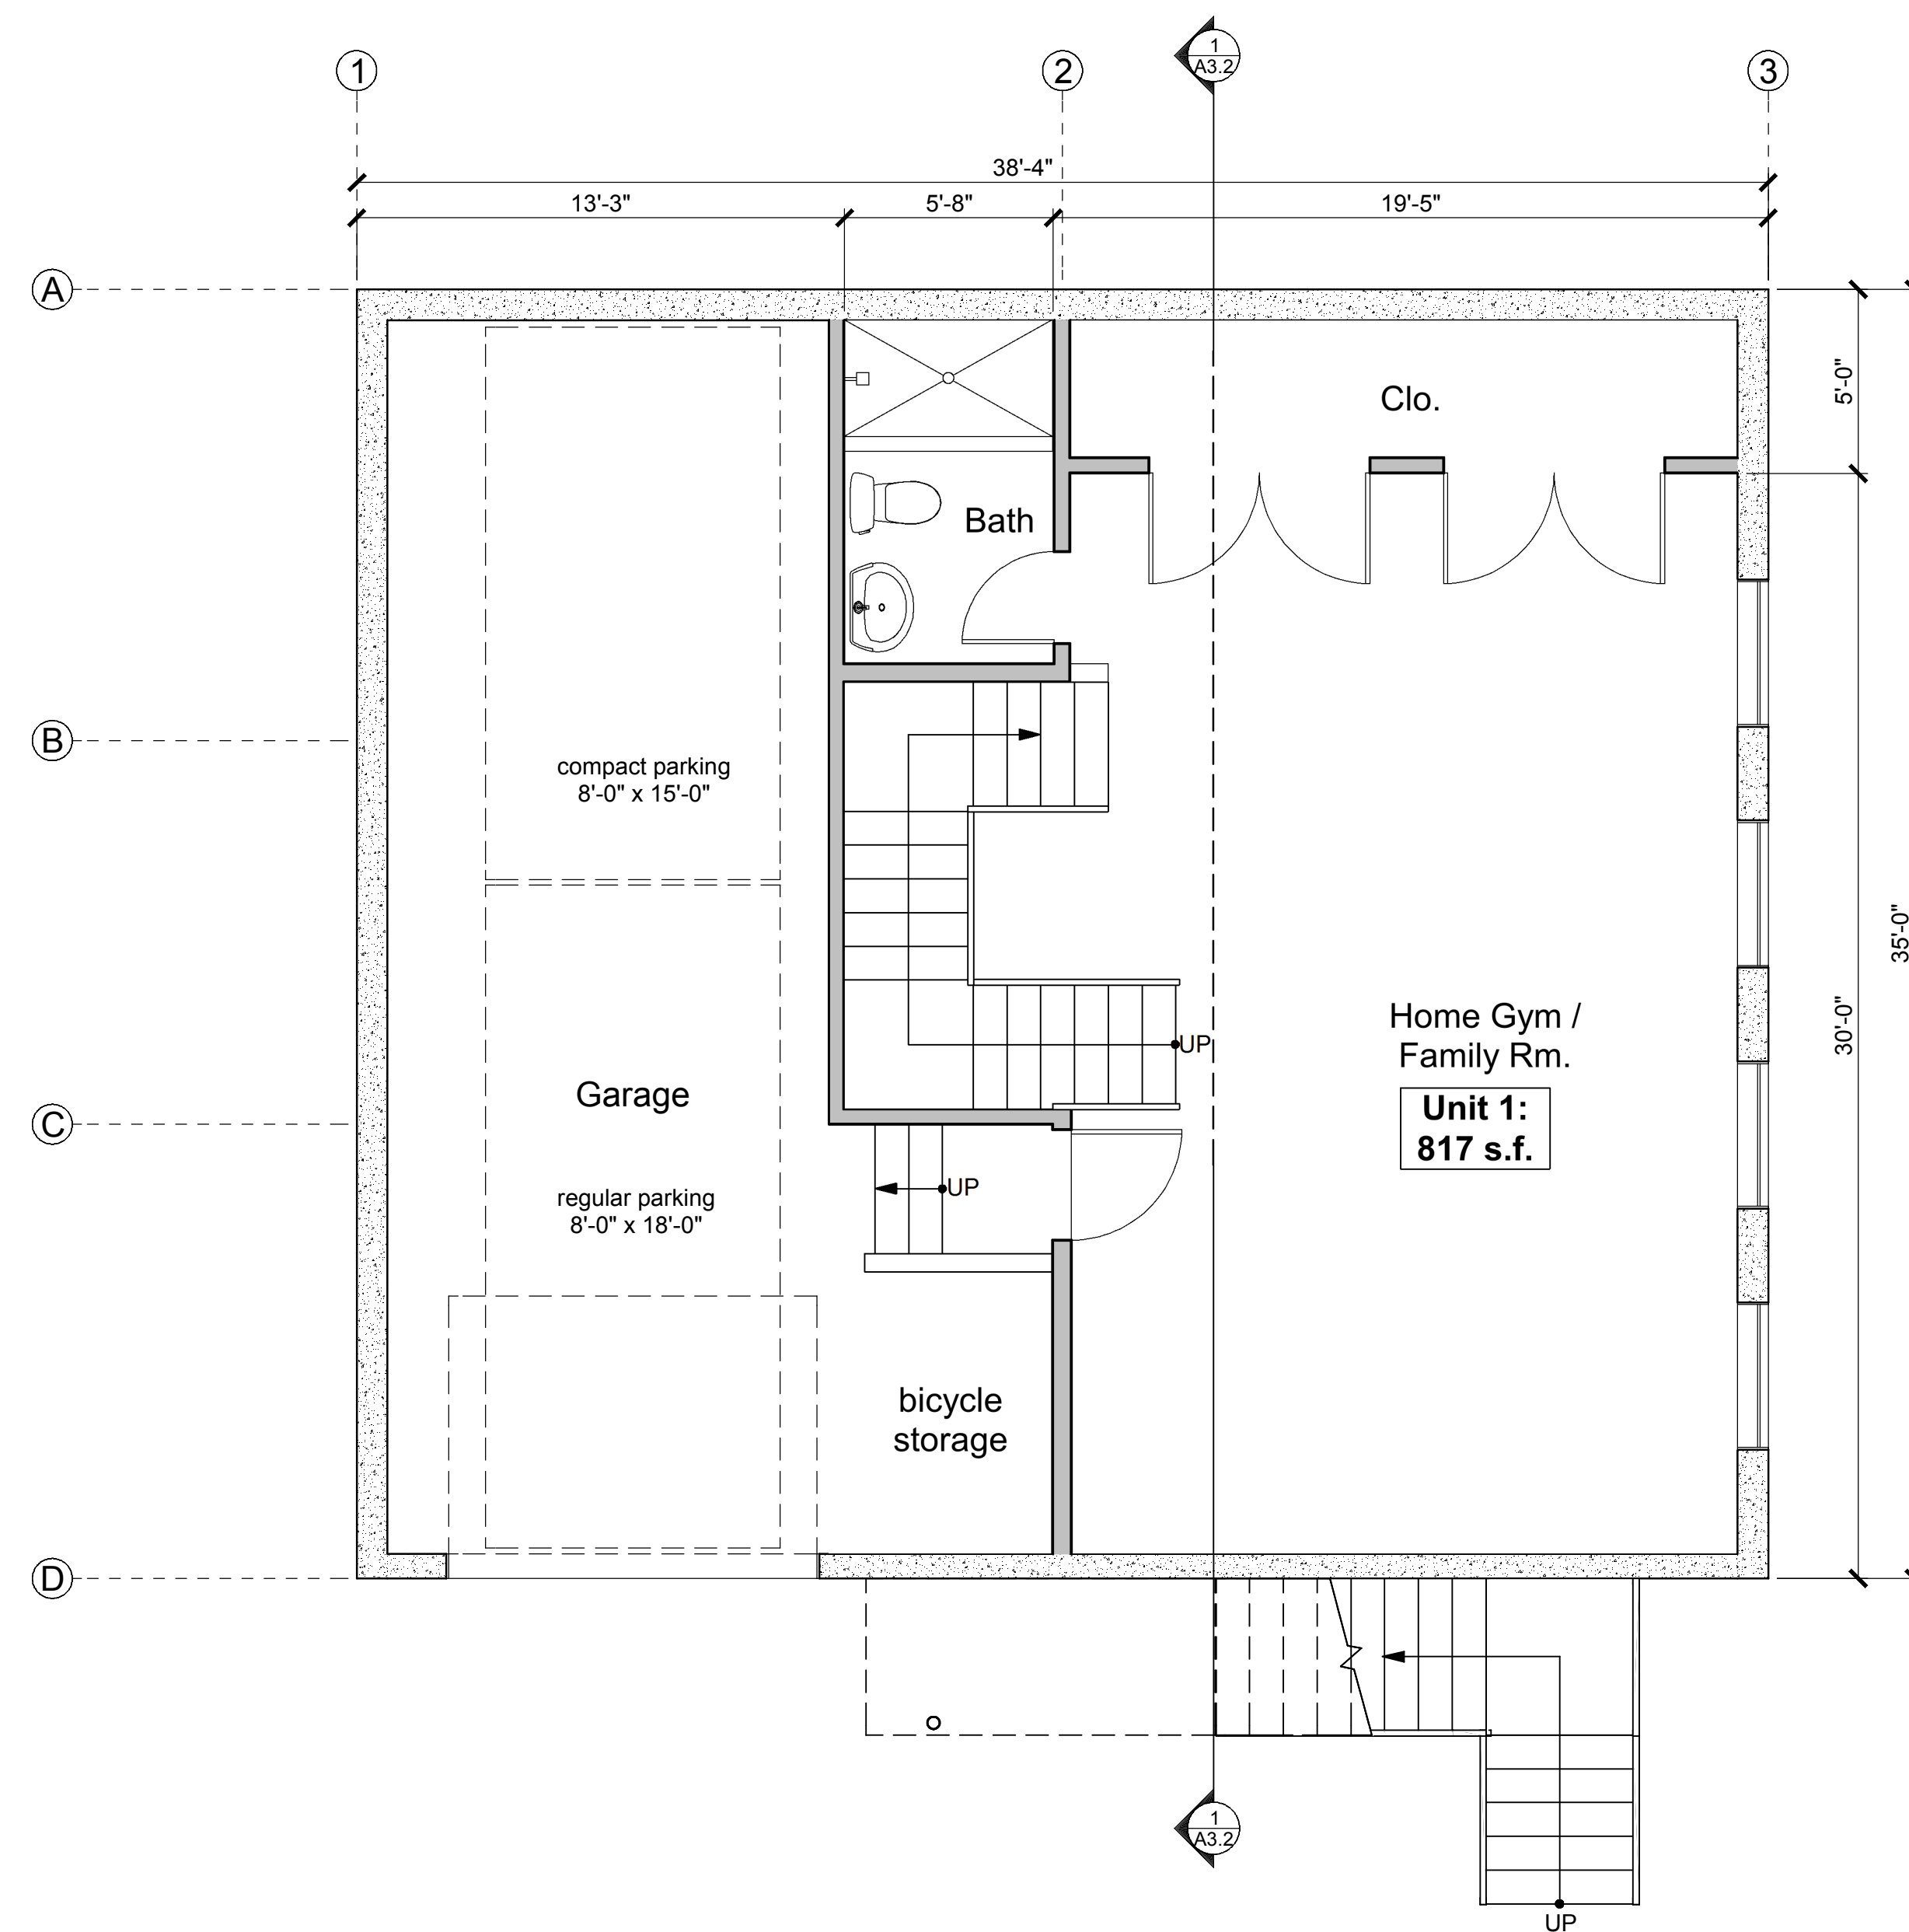 1
2
1
A3.2
3
38'-4"
13'-3"
5'-8"
19'-5"
A
Clo.
5'-0"
Bath
B
compact parking
8'-0" x 15'-0"
35'-0"
Home Gym /
Family Rm.
30'-0"
UP
Garage
Unit 1:
817 s.f.
C
UP
regular parking
8'-0" x 18'-0"
bicycle
storage
D
1
A3.2
UP